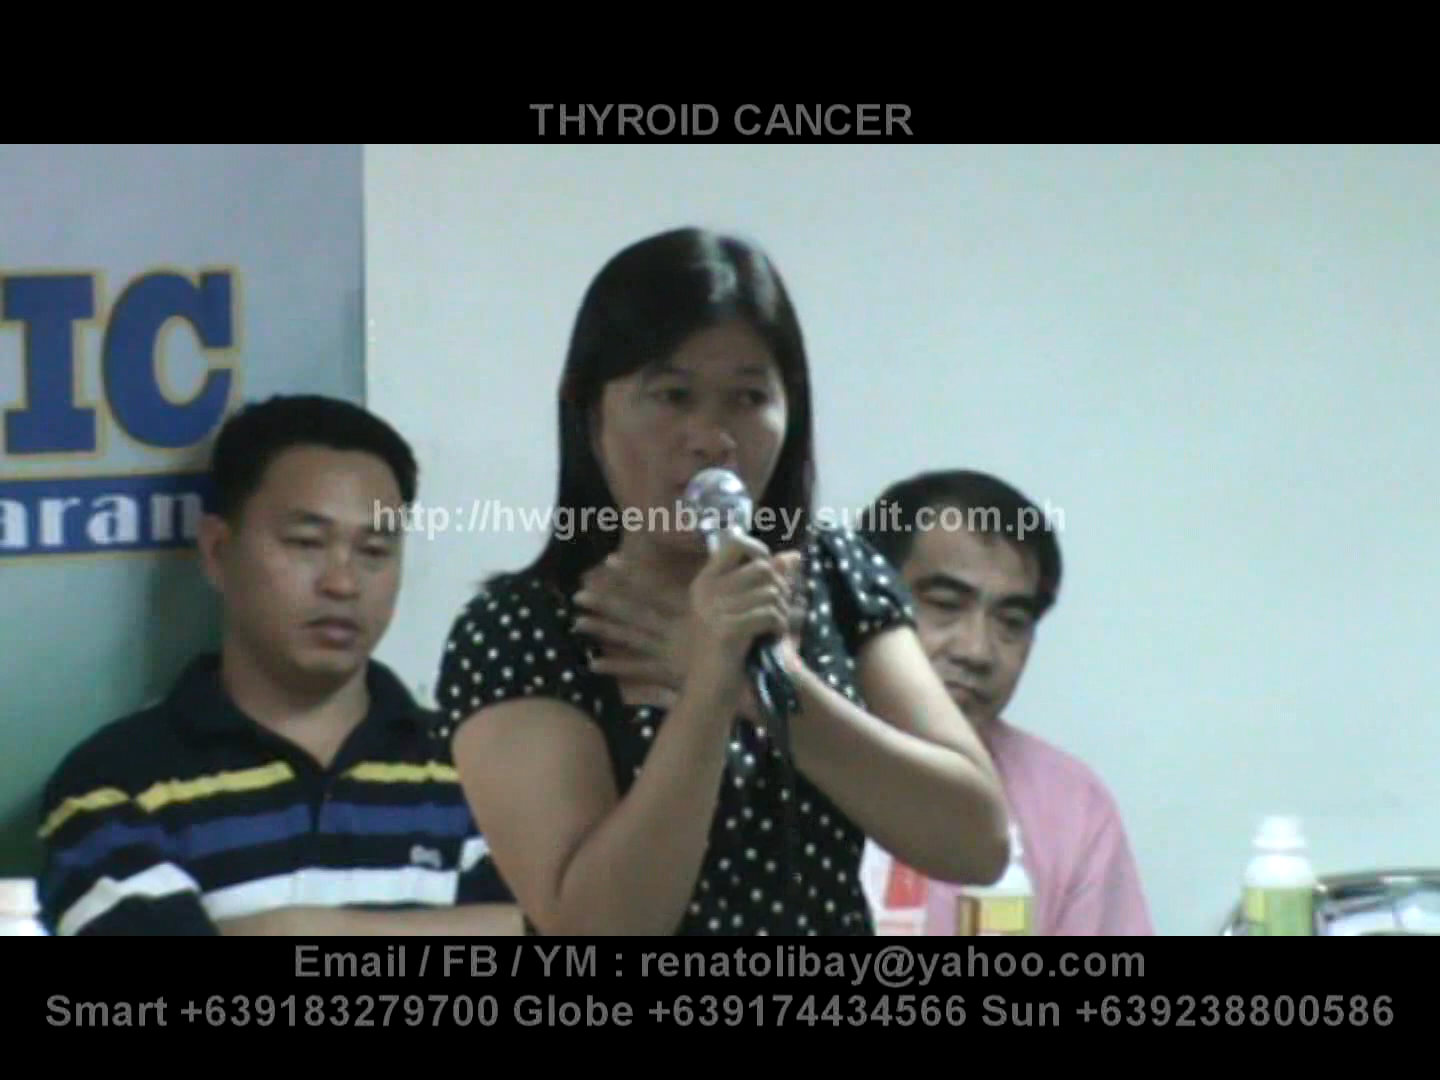 THYROID CANCER
IC
aran
http://hwgreenbarley.sulit.com.ph
Email / FB / YM : renatolibay@yahoo.com
Smart +639183279700 Globe +639174434566 Sun +639238800586